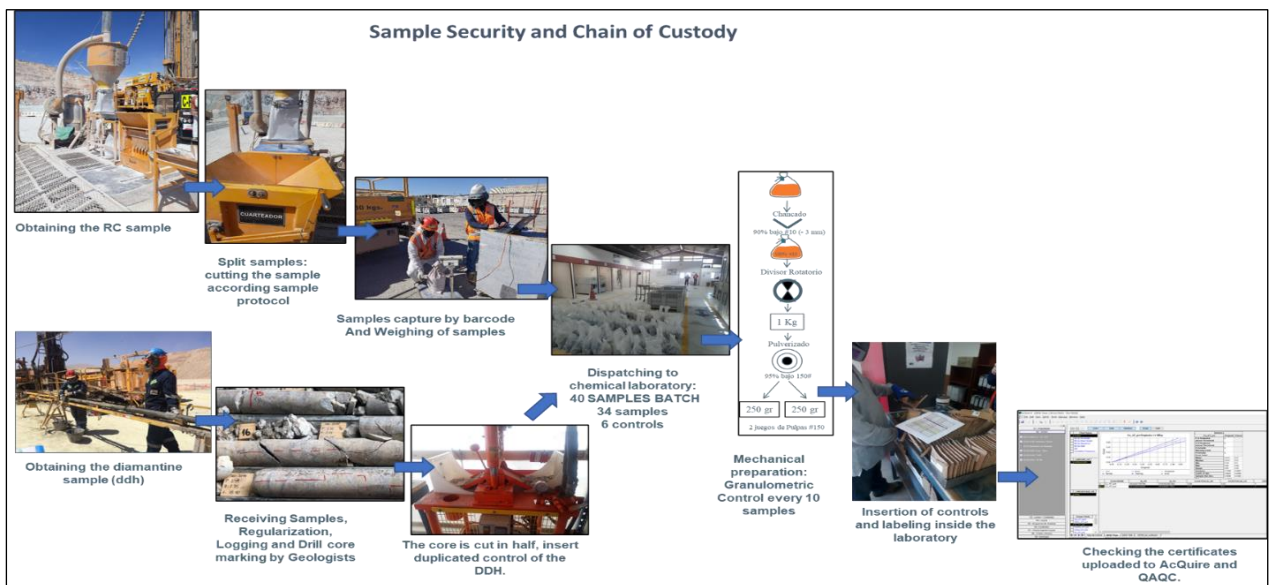 Sample Security and Chain of Custody
CUARTEADOR
Obtaining the RC sample
Split samples:
cutting the sample
according sample
protocol
Samples capture by barcode
And Weighing of samples
Dispatching to
chemical laboratory:
40 SAMPLES BATCH
34 samples
6 controls
Chancado
90% bajo #10 (- 3 mm)
Divisor Rotatorio
1 Kg
Pulverizado
95% bajo 150#
250 gr
250 gr
2 Juegos de Pulpas #150
Mechanical
preparation:
Granulometric
Control every 10
samples
Insertion of controls
and labeling inside the
laboratory
Checking the certificates
uploaded to AcQuire and
QAQC.
Obtaining the diamantine
sample (ddh)
16
Receiving Samples,
Regularization,
Logging and Drill core
marking by Geologists
The core is cut in half, insert
duplicated control of the
DDH.